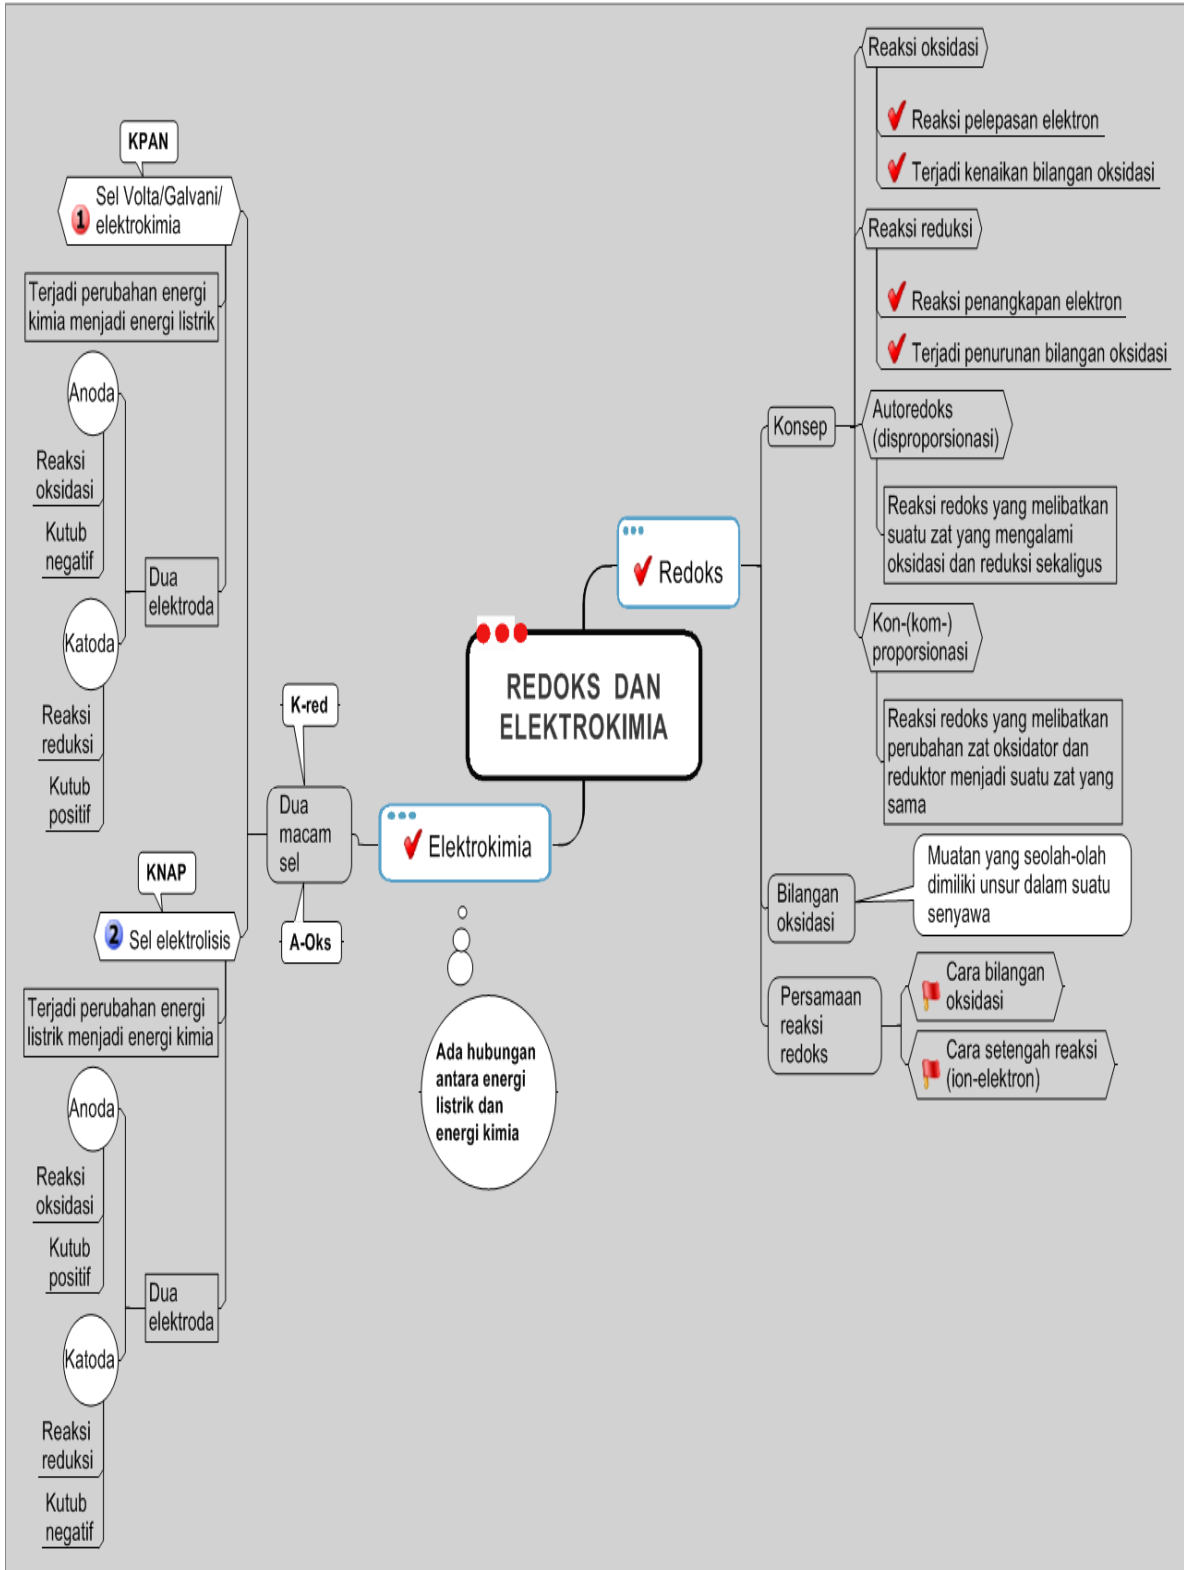 REDOKS DAN
ELEKTROKIMIA
Redoks
Konsep
Reaksi oksidasi
Reaksi pelepasan elektron
Terjadi kenaikan bilangan oksidasi
Reaksi reduksi
Reaksi penangkapan elektron
Terjadi penurunan bilangan oksidasi
Autoredoks
(disproporsionasi)
Reaksi redoks yang melibatkan
suatu zat yang mengalami
oksidasi dan reduksi sekaligus
Kon-(kom-)
proporsionasi
Reaksi redoks yang melibatkan
perubahan zat oksidator dan
reduktor menjadi suatu zat yang
sama
Bilangan
oksidasi
Muatan yang seolah-olah
dimiliki unsur dalam suatu
senyawa
Persamaan
reaksi
redoks
Cara bilangan
oksidasi
Cara setengah reaksi
(ion-elektron)
Elektrokimia
Ada hubungan
antara energi
listrik dan
energi kimia
K-red
Dua
macam
sel
A-Oks
KPAN
1
Sel Volta/Galvani/
elektrokimia
Terjadi perubahan energi
kimia menjadi energi listrik
Dua
elektroda
Anoda
Reaksi
oksidasi
Kutub
negatif
Katoda
Reaksi
reduksi
Kutub
positif
KNAP
2
Sel elektrolisis
Terjadi perubahan energi
listrik menjadi energi kimia
Dua
elektroda
Anoda
Reaksi
oksidasi
Kutub
positif
Katoda
Reaksi
reduksi
Kutub
negatif